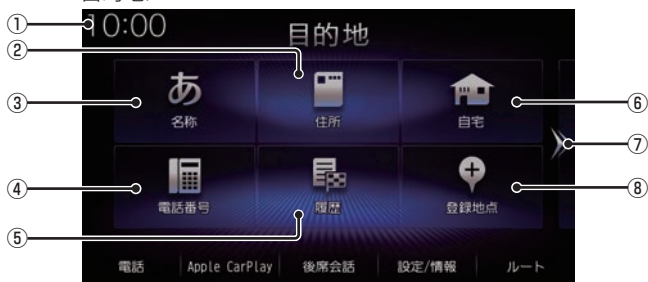 ① 10:00 目的地
②
③ あ 名称 住所 自宅 ⑥
⑦
④ 電話番号 履歴 登録地点 ⑧
⑤
電話 Apple CarPlay 後席会話 設定/情報 ルート